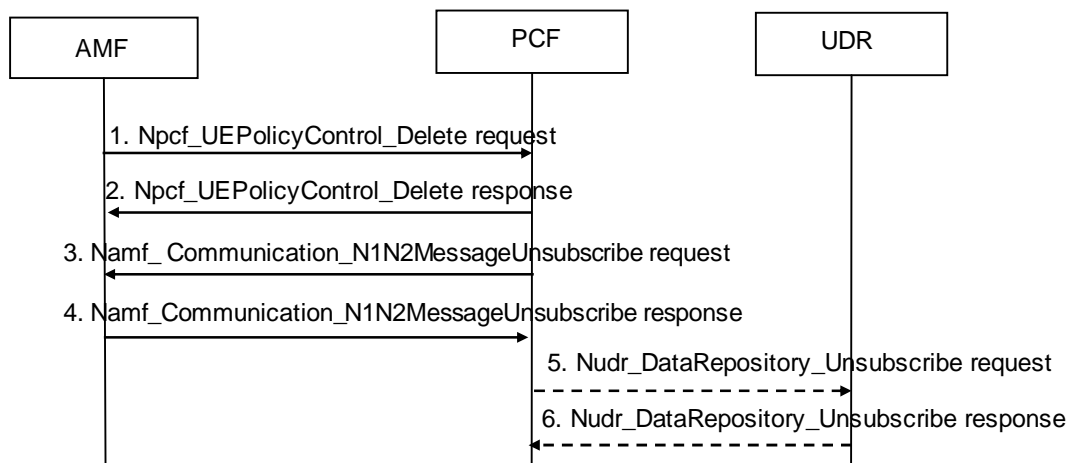 AMF
PCF
UDR
1. Npcf_UEPolicyControl_Delete request
2. Npcf_UEPolicyControl_Delete response
3. Namf_ Communication_N1N2MessageUnsubscribe request
4. Namf_Communication_N1N2MessageUnsubscribe response
5. Nudr_DataRepository_Unsubscribe request
6. Nudr_DataRepository_Unsubscribe response